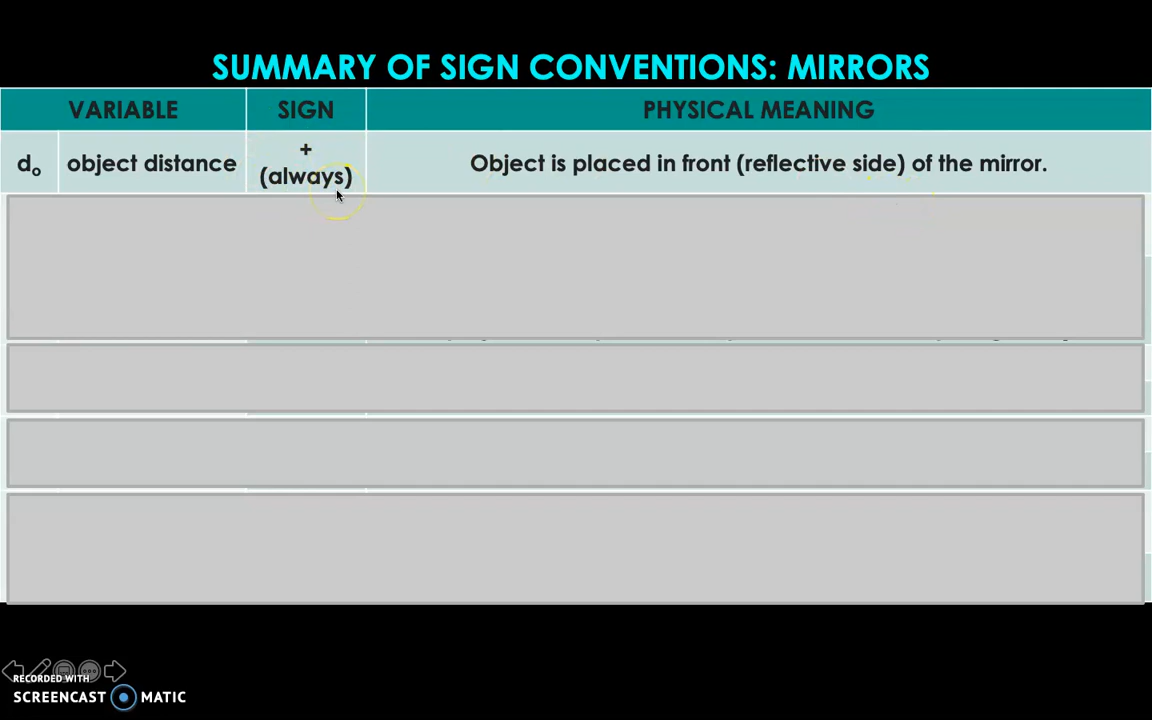 SUMMARY OF SIGN CONVENTIONS: MIRRORS
VARIABLE SIGN PHYSICAL MEANING
do object distance + (always) Object is placed in front (reflective side) of the mirror.
RECORDED WITH
SCREENCAST MATIC